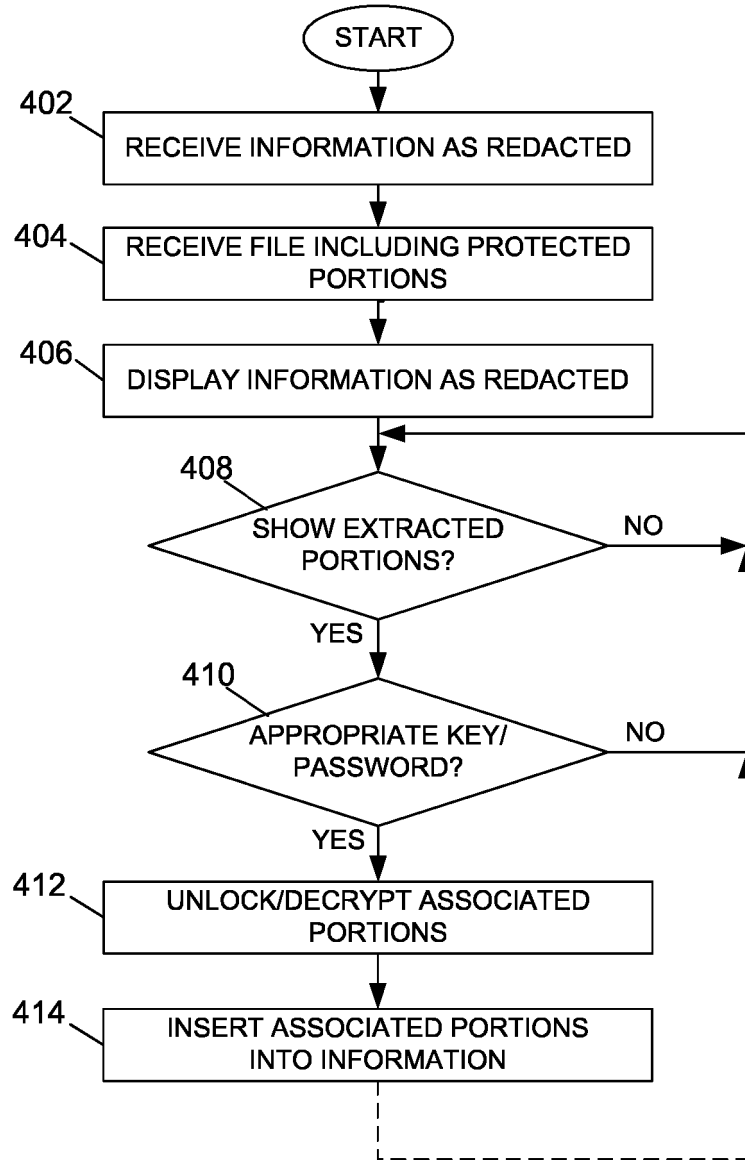 START
402
RECEIVE INFORMATION AS REDACTED
404
RECEIVE FILE INCLUDING PROTECTED
PORTIONS
406
DISPLAY INFORMATION AS REDACTED
408
SHOW EXTRACTED
PORTIONS?
NO
YES
410
APPROPRIATE KEY/
PASSWORD?
NO
YES
412
UNLOCK/DECRYPT ASSOCIATED
PORTIONS
414
INSERT ASSOCIATED PORTIONS
INTO INFORMATION